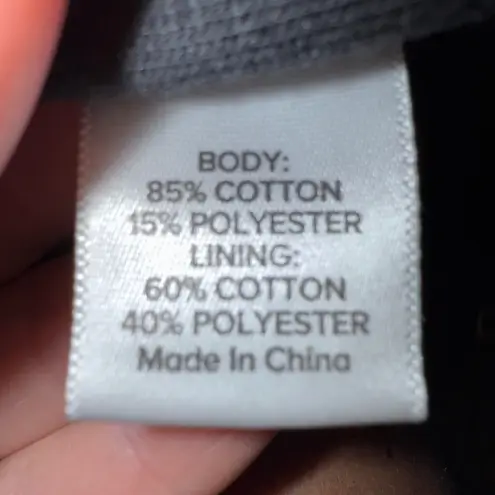 BODY:
85% COTTON
15% POLYESTER
LINING:
60% COTTON
40% POLYESTER
Made In China